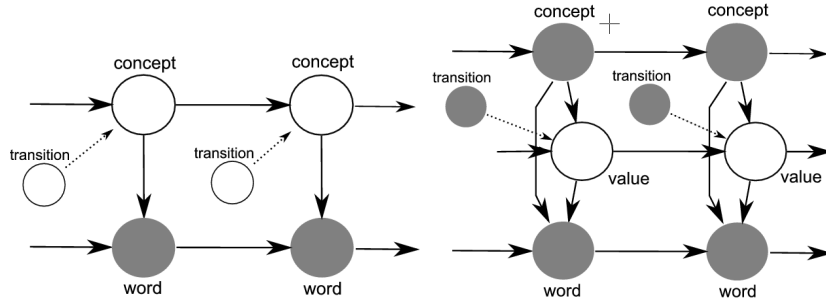 concept
concept
transition
transition
word
word
concept
concept
transition
transition
value
value
word
word